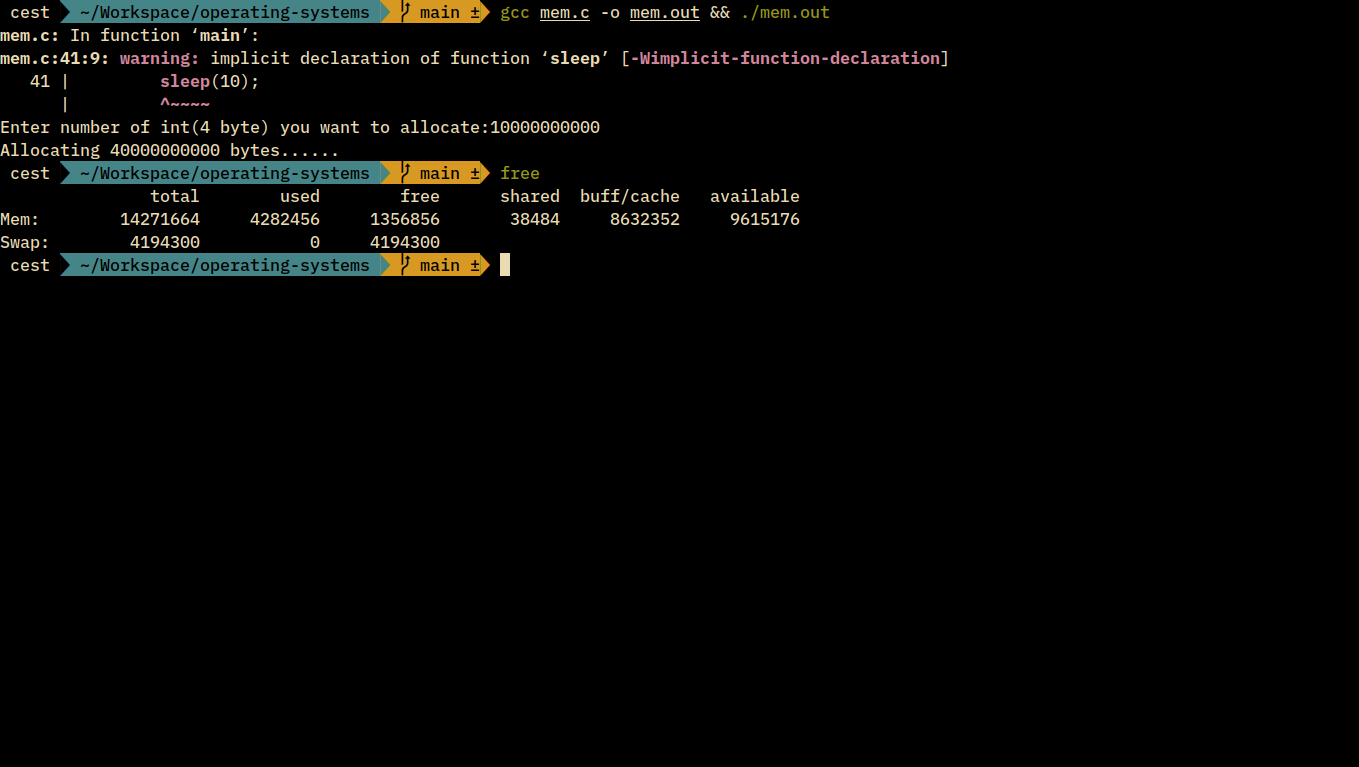 cest ~/Workspace/operating-systems main ± gcc mem.c -o mem.out && ./mem.out
mem.c: In function ‘main’:
mem.c:41:9: warning: implicit declaration of function ‘sleep’ [-Wimplicit-function-declaration]
   41 |         sleep(10);
      |         ^~~~~
Enter number of int(4 byte) you want to allocate:10000000000
Allocating 40000000000 bytes......
cest ~/Workspace/operating-systems main ± free
               total        used        free      shared  buff/cache   available
Mem:        14271664     4282456     1356856       38484     8632352     9615176
Swap:        4194300           0     4194300
cest ~/Workspace/operating-systems main ±